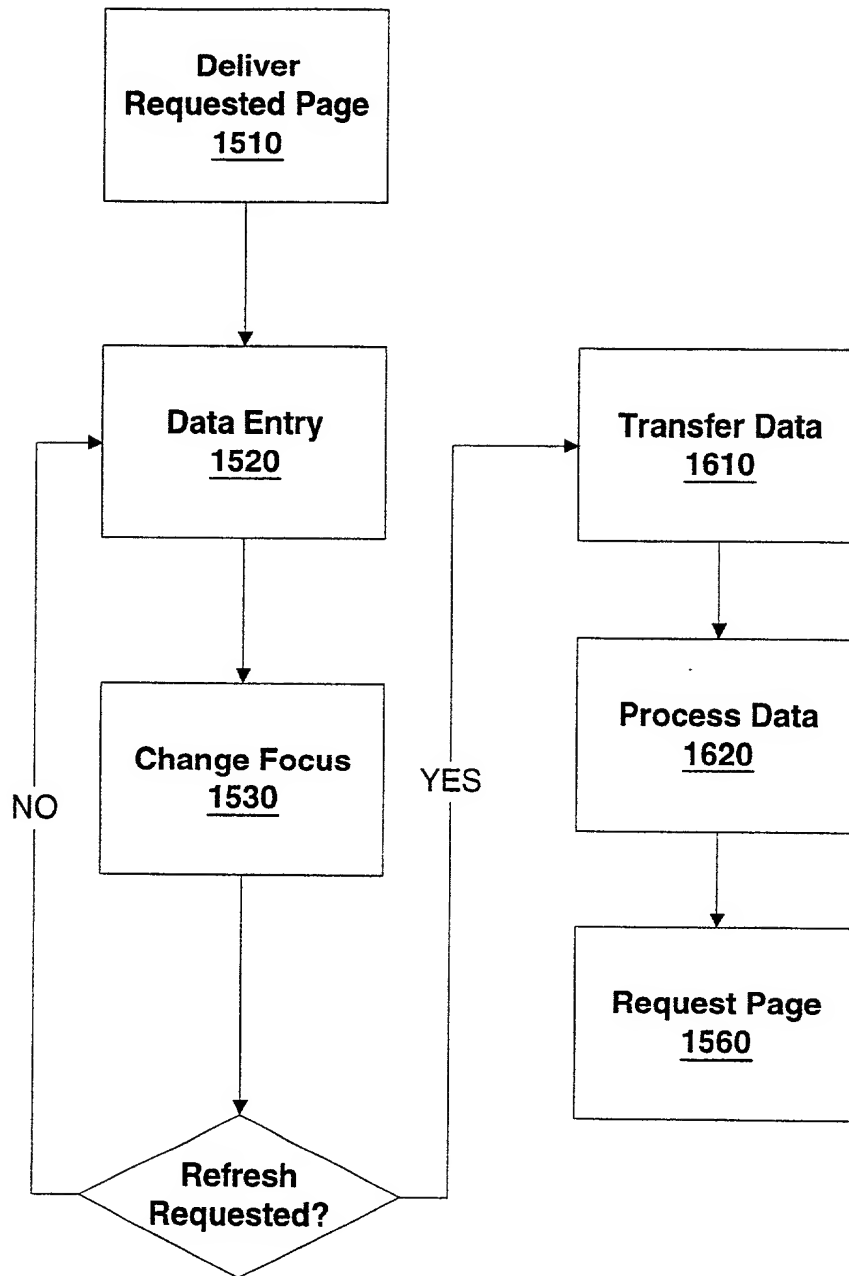 Deliver
Requested Page
1510
Data Entry
1520
Change Focus
1530
NO
Refresh
Requested?
YES
Transfer Data
1610
Process Data
1620
Request Page
1560